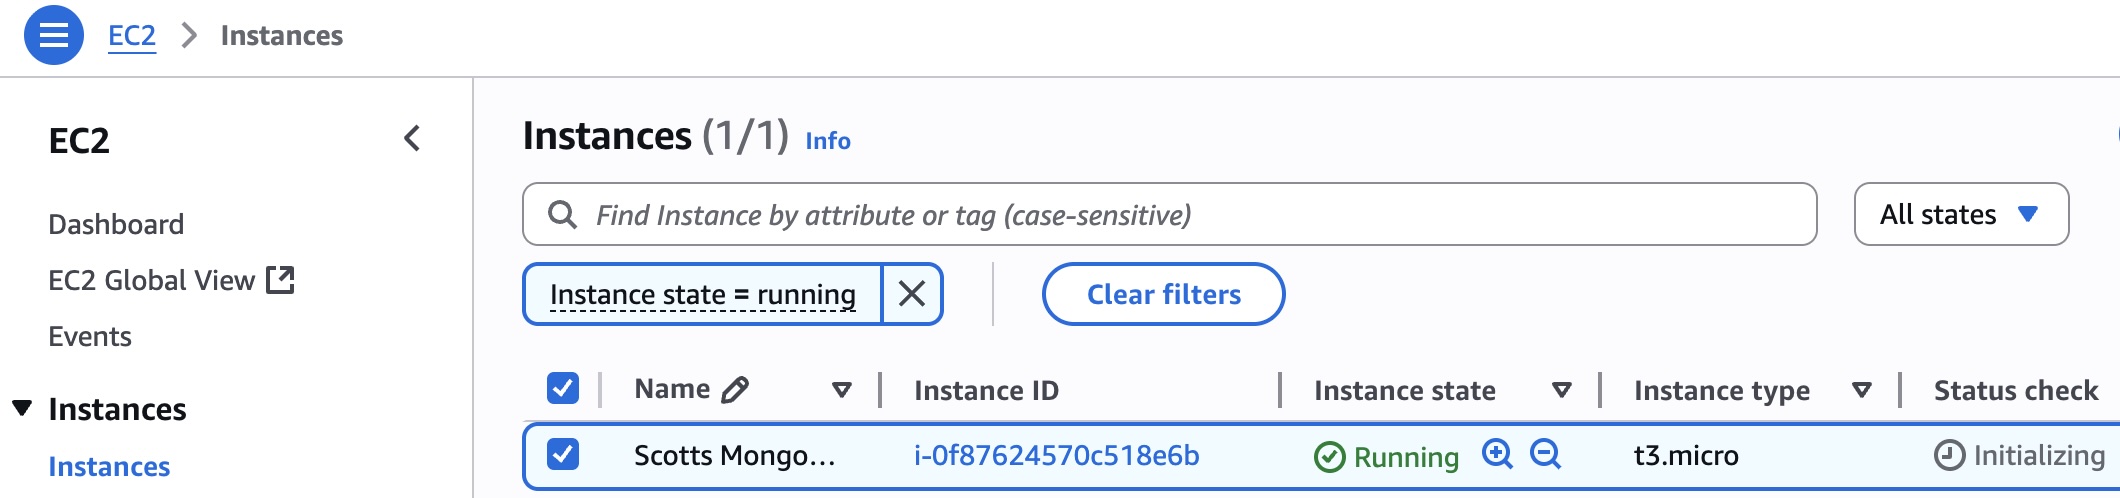 EC2 > Instances
EC2
Dashboard
EC2 Global View
Events
Instances
Instances
Instances (1/1) Info
Find Instance by attribute or tag (case-sensitive)
All states
Instance state = running
Clear filters
Name Instance ID Instance state Instance type Status check
Scotts Mongo... i-0f87624570c518e6b Running t3.micro Initializing